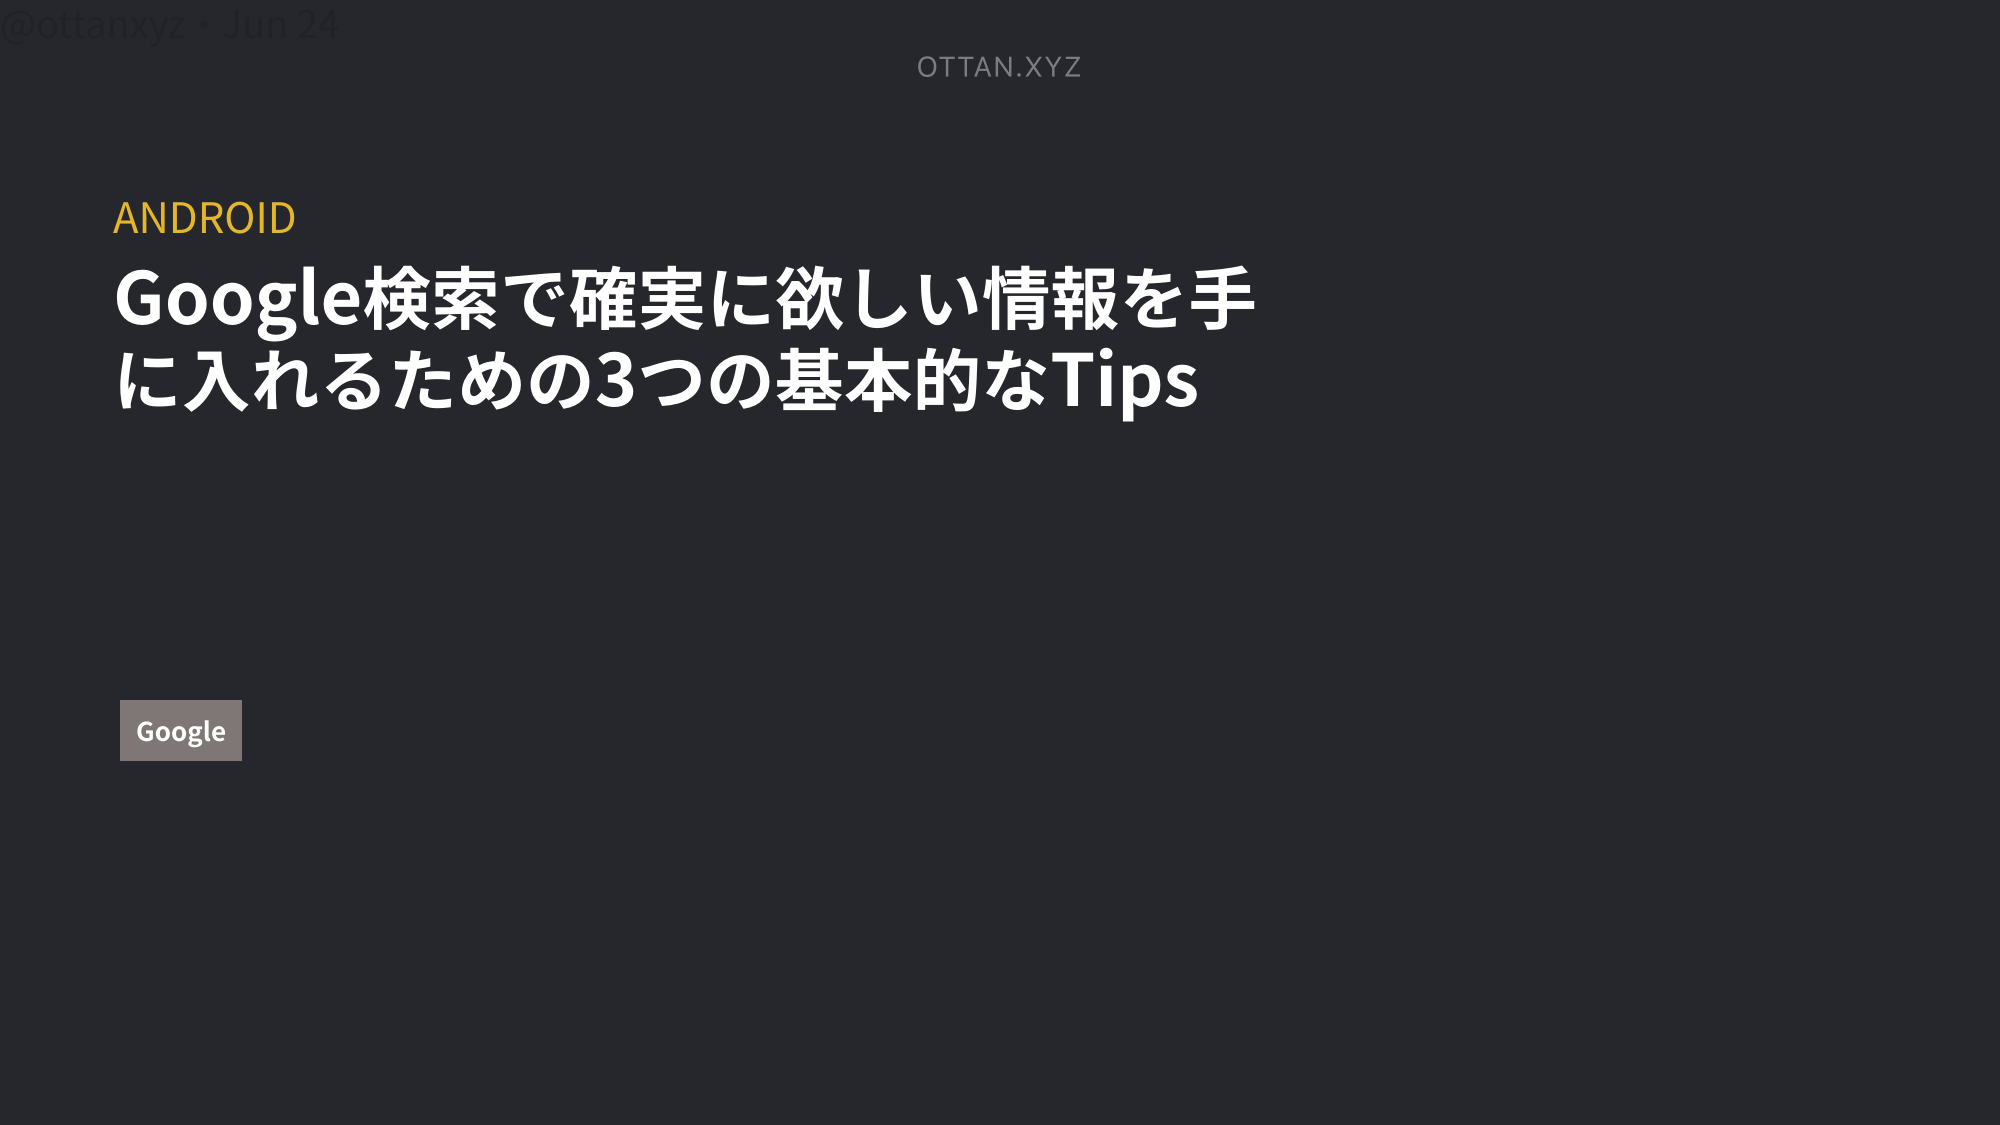 @ottanxyz・Jun 24
OTTAN.XYZ
ANDROID
Google検索で確実に欲しい情報を手
に入れるための3つの基本的なTips
Google